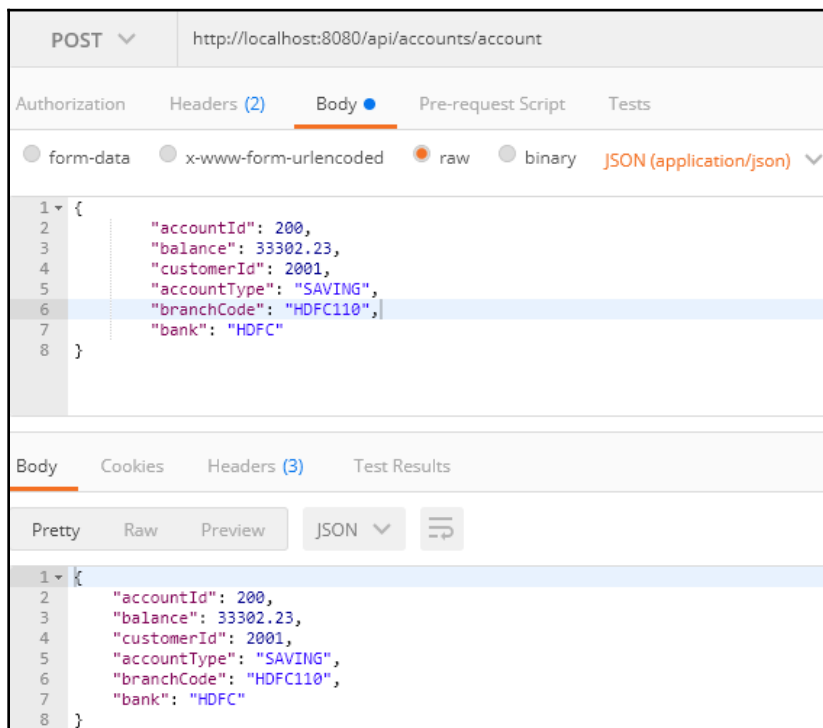 POST http://localhost:8080/api/accounts/account
Authorization Headers (2) Body Pre-request Script Tests
form-data x-www-form-urlencoded raw binary JSON (application/json)
1 {
2 "accountId": 200,
3 "balance": 33302.23,
4 "customerId": 2001,
5 "accountType": "SAVING",
6 "branchCode": "HDFC110",
7 "bank": "HDFC"
8 }
Body Cookies Headers (3) Test Results
Pretty Raw Preview JSON
1 {
2 "accountId": 200,
3 "balance": 33302.23,
4 "customerId": 2001,
5 "accountType": "SAVING",
6 "branchCode": "HDFC110",
7 "bank": "HDFC"
8 }